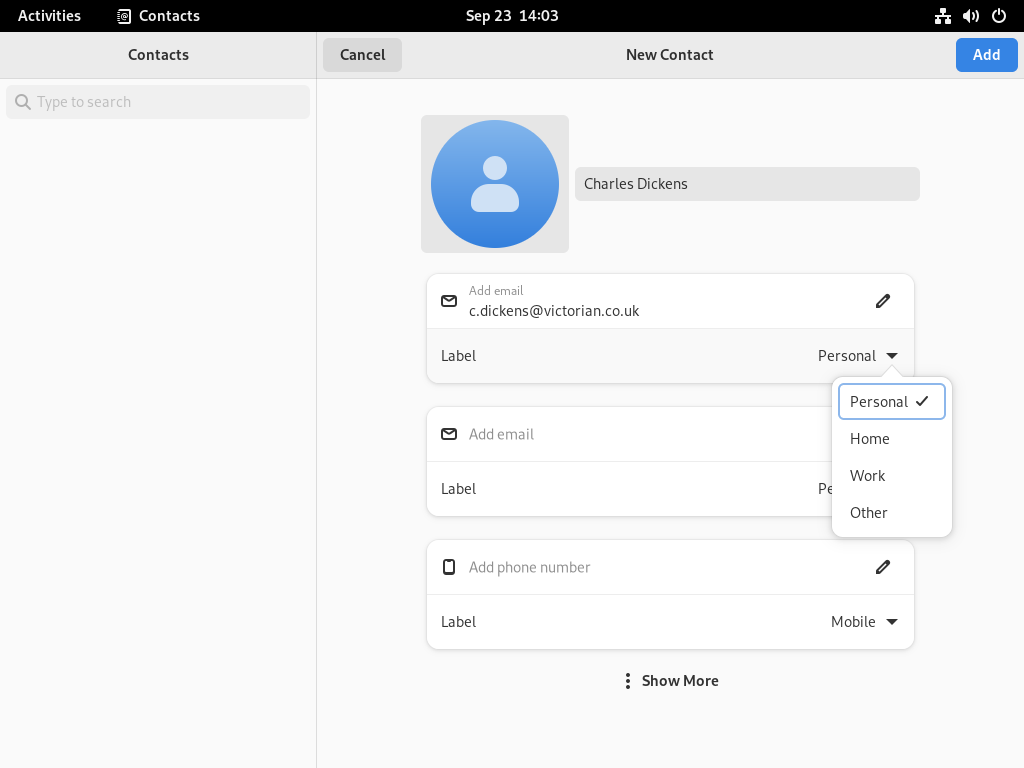 Activities
Contacts
Sep 23 14:03
Contacts
Cancel
New Contact
Add
Type to search
Charles Dickens
Add email
c.dickens@victorian.co.uk
Label
Personal
Personal
Home
Work
Other
Add email
Label
Pe
Add phone number
Label
Mobile
Show More